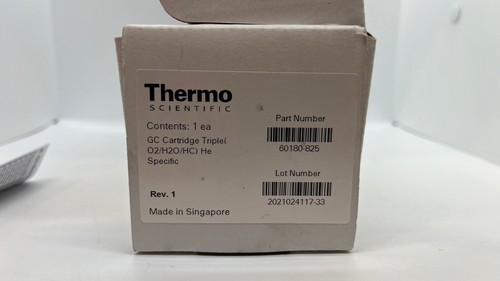 Thermo
SCIENTIFIC
Contents: 1 ea
GC Cartridge Triple(
O2/H2O/HC) He
Specific
Rev. 1
Made in Singapore
Part Number
60180-825
Lot Number
2021024117-33